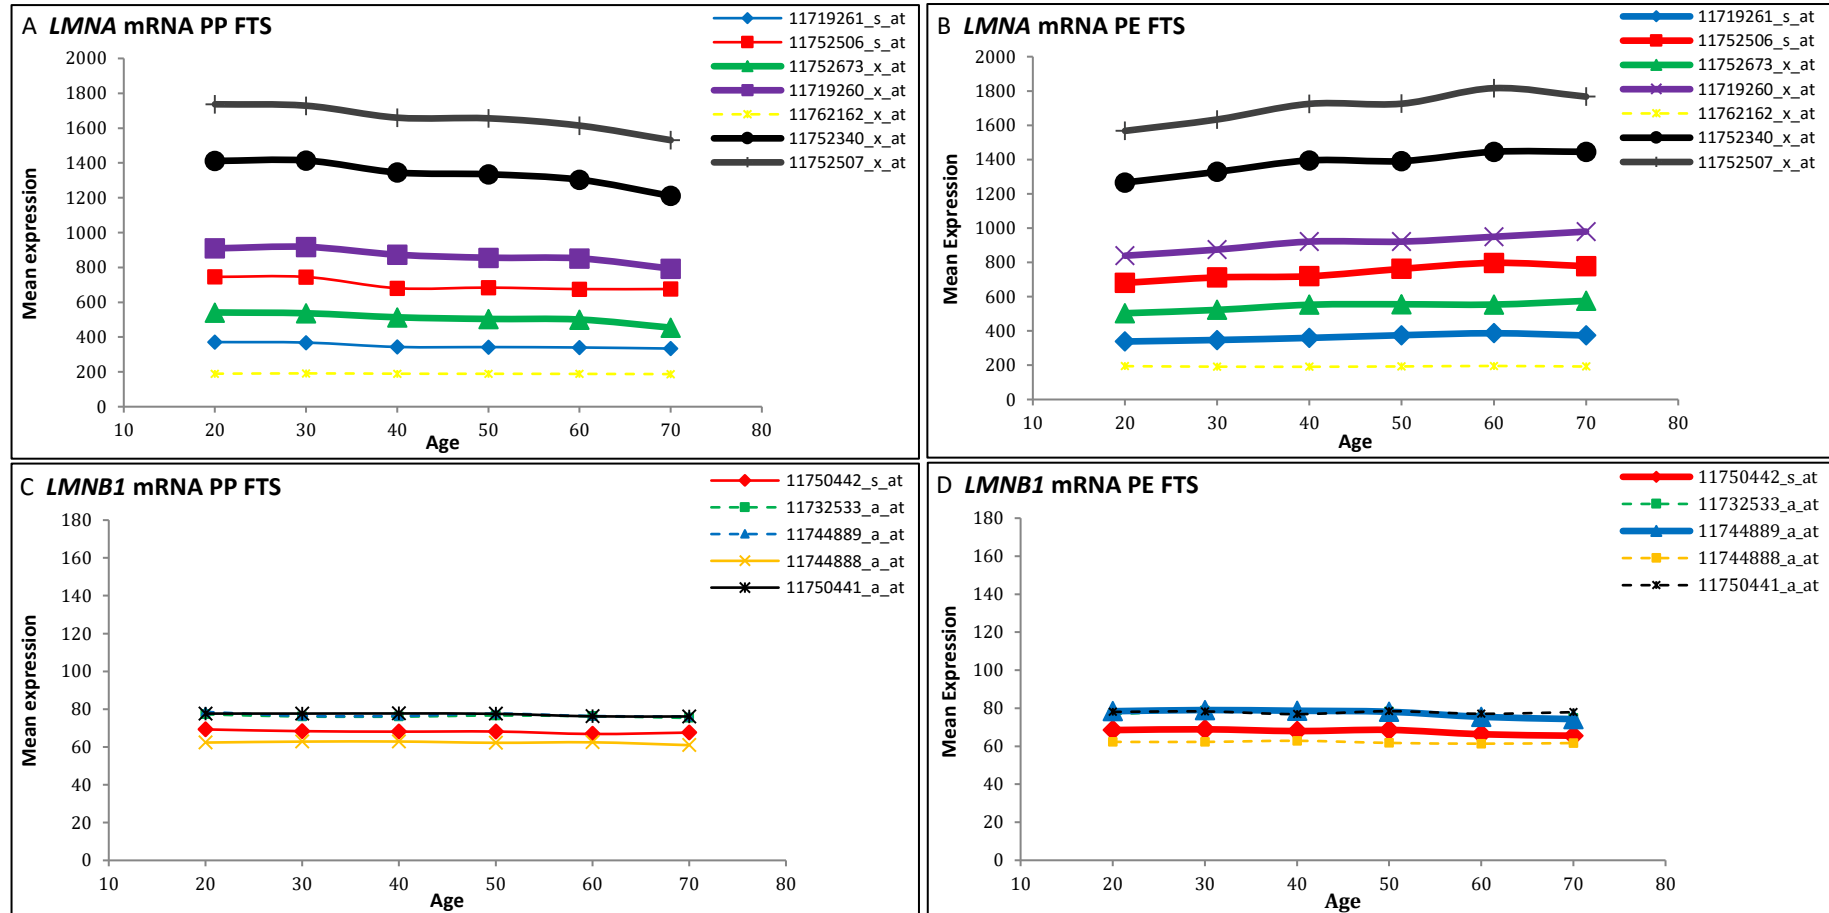 A LMNA mRNA PP FTS
11719261_s_at
11752506_s_at
11752673_x_at
11719260_x_at
11762162_x_at
11752340_x_at
11752507_x_at
Mean expression
2000
1800
1600
1400
1200
1000
800
600
400
200
0
10 20 30 40 50 60 70 80
Age
B LMNA mRNA PE FTS
11719261_s_at
11752506_s_at
11752673_x_at
11719260_x_at
11762162_x_at
11752340_x_at
11752507_x_at
Mean Expression
2000
1800
1600
1400
1200
1000
800
600
400
200
0
10 20 30 40 50 60 70 80
Age
C LMNB1 mRNA PP FTS
11750442_s_at
11732533_a_at
11744889_a_at
11744888_a_at
11750441_a_at
Mean expression
180
160
140
120
100
80
60
40
20
0
10 20 30 40 50 60 70 80
Age
D LMNB1 mRNA PE FTS
11750442_s_at
11732533_a_at
11744889_a_at
11744888_a_at
11750441_a_at
Mean Expression
180
160
140
120
100
80
60
40
20
0
10 20 30 40 50 60 70 80
Age